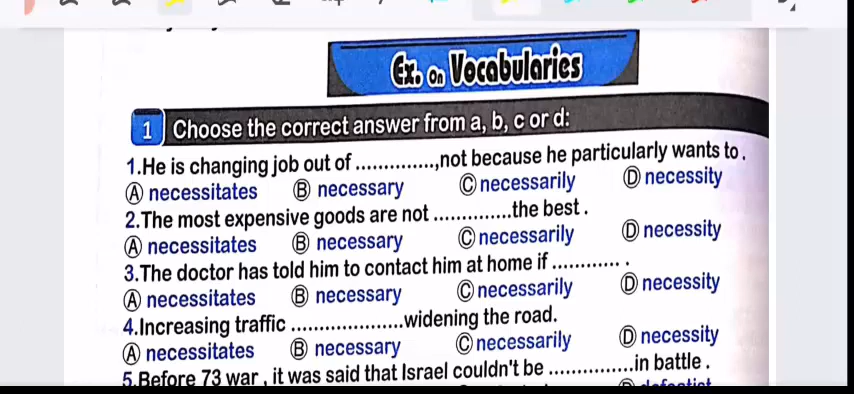 Ex. On Vocabularies
1 Choose the correct answer from a, b, c or d:
1.He is changing job out of ..............,not because he particularly wants to.
A necessitates B necessary C necessarily D necessity
2.The most expensive goods are not ..............the best.
A necessitates B necessary C necessarily D necessity
3.The doctor has told him to contact him at home if ............ .
A necessitates B necessary C necessarily D necessity
4.Increasing traffic ....................widening the road.
A necessitates B necessary C necessarily D necessity
5.Before 73 war , it was said that Israel couldn't be ...............in battle .